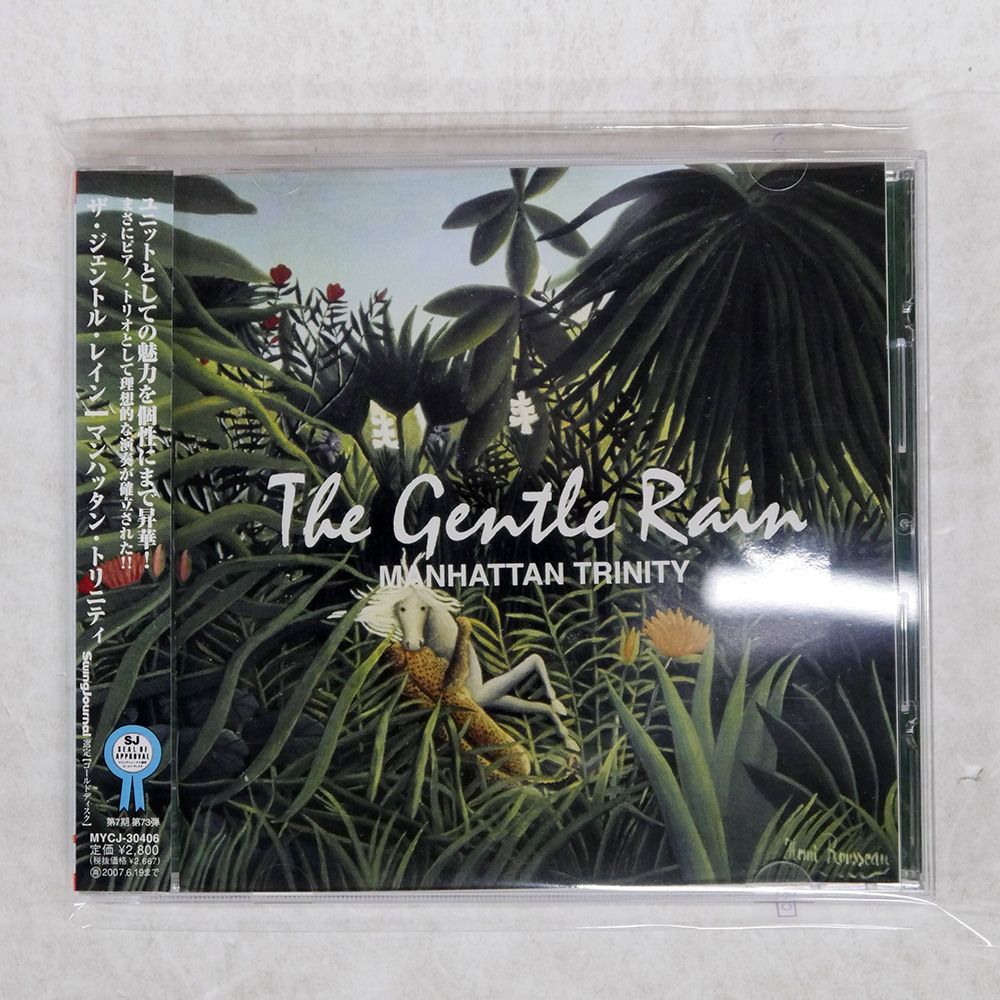 ユニットとしての魅力を個性にまで昇華！
まさにピアノ・トリオとして理想的な演奏が確立された!!
ザ・ジェントル・レイン｜マンハッタン・トリニティ
SwingJournal選定【ゴールドディスク】
SJ
SEAL OF
APPROVAL
第7期 第73弾
MYCJ-30406
定価 ¥2,800
(税抜価格 ¥2,667)
2007.6.19まで
The Gentle Rain
MANHATTAN TRINITY
Henri Rousseau